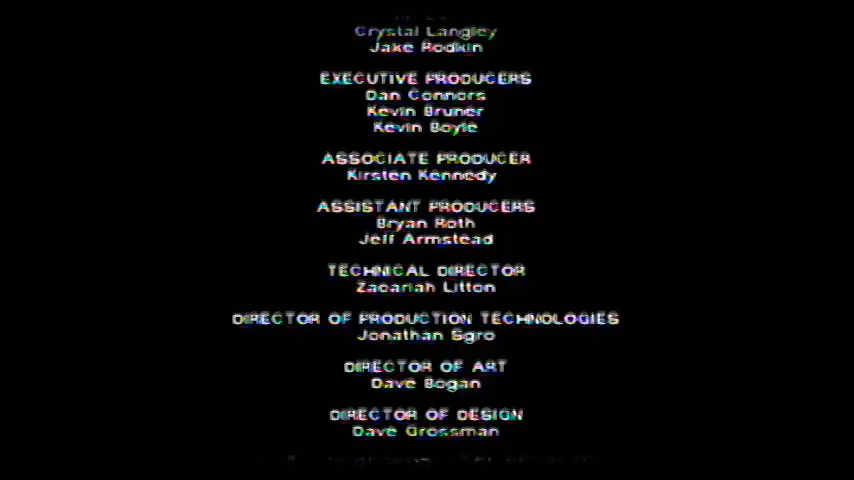 Crystal Langley
Jake Rodkin
EXECUTIVE PRODUCERS
Dan Connors
Kevin Bruner
Kevin Boyle
ASSOCIATE PRODUCER
Kirsten Kennedy
ASSISTANT PRODUCERS
Bryan Roth
Jeff Armstead
TECHNICAL DIRECTOR
Zacariah Litton
DIRECTOR OF PRODUCTION TECHNOLOGIES
Jonathan Sgro
DIRECTOR OF ART
Dave Bogan
DIRECTOR OF DESIGN
Dave Grossman